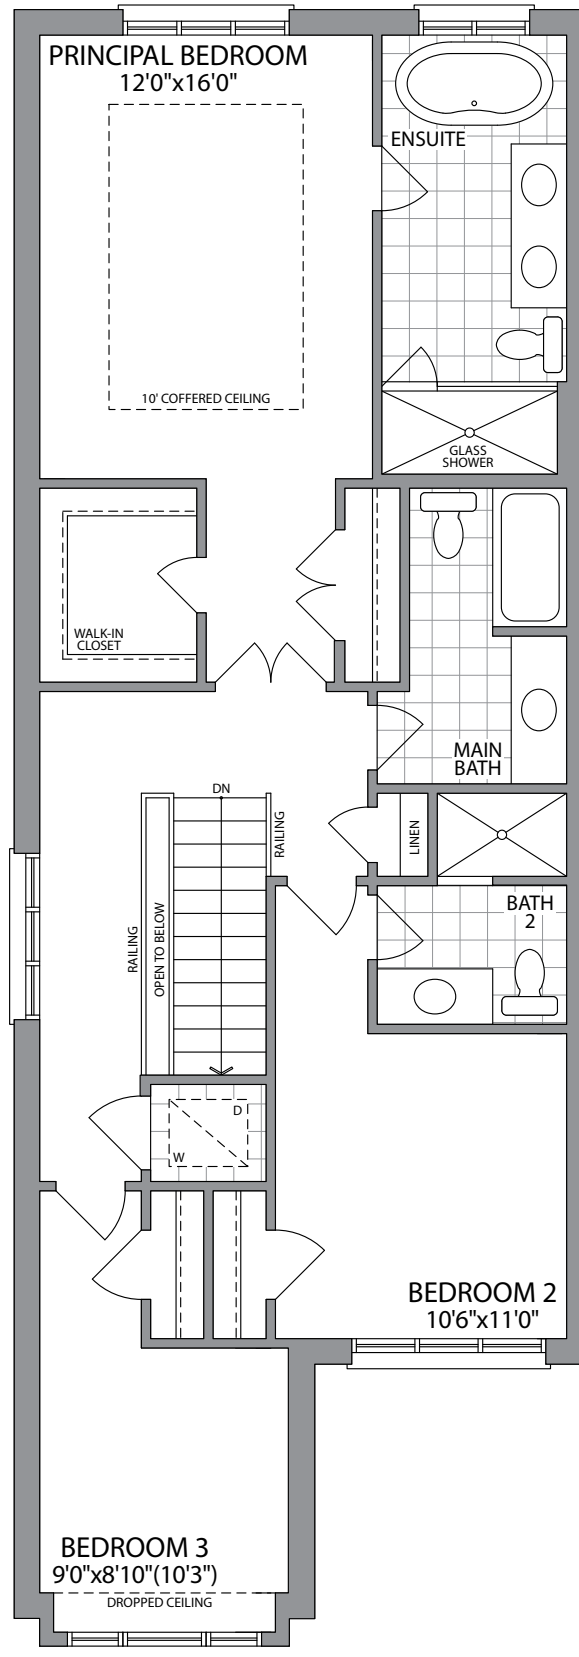 PRINCIPAL BEDROOM
12'0"x16'0"
ENSUITE
10' COFFERED CEILING
GLASS
SHOWER
WALK-IN
CLOSET
MAIN
BATH
DN
RAILING
LINEN
RAILING
OPEN TO BELOW
BATH
2
D
W
BEDROOM 2
10'6"x11'0"
BEDROOM 3
9'0"x8'10"(10'3")
DROPPED CEILING